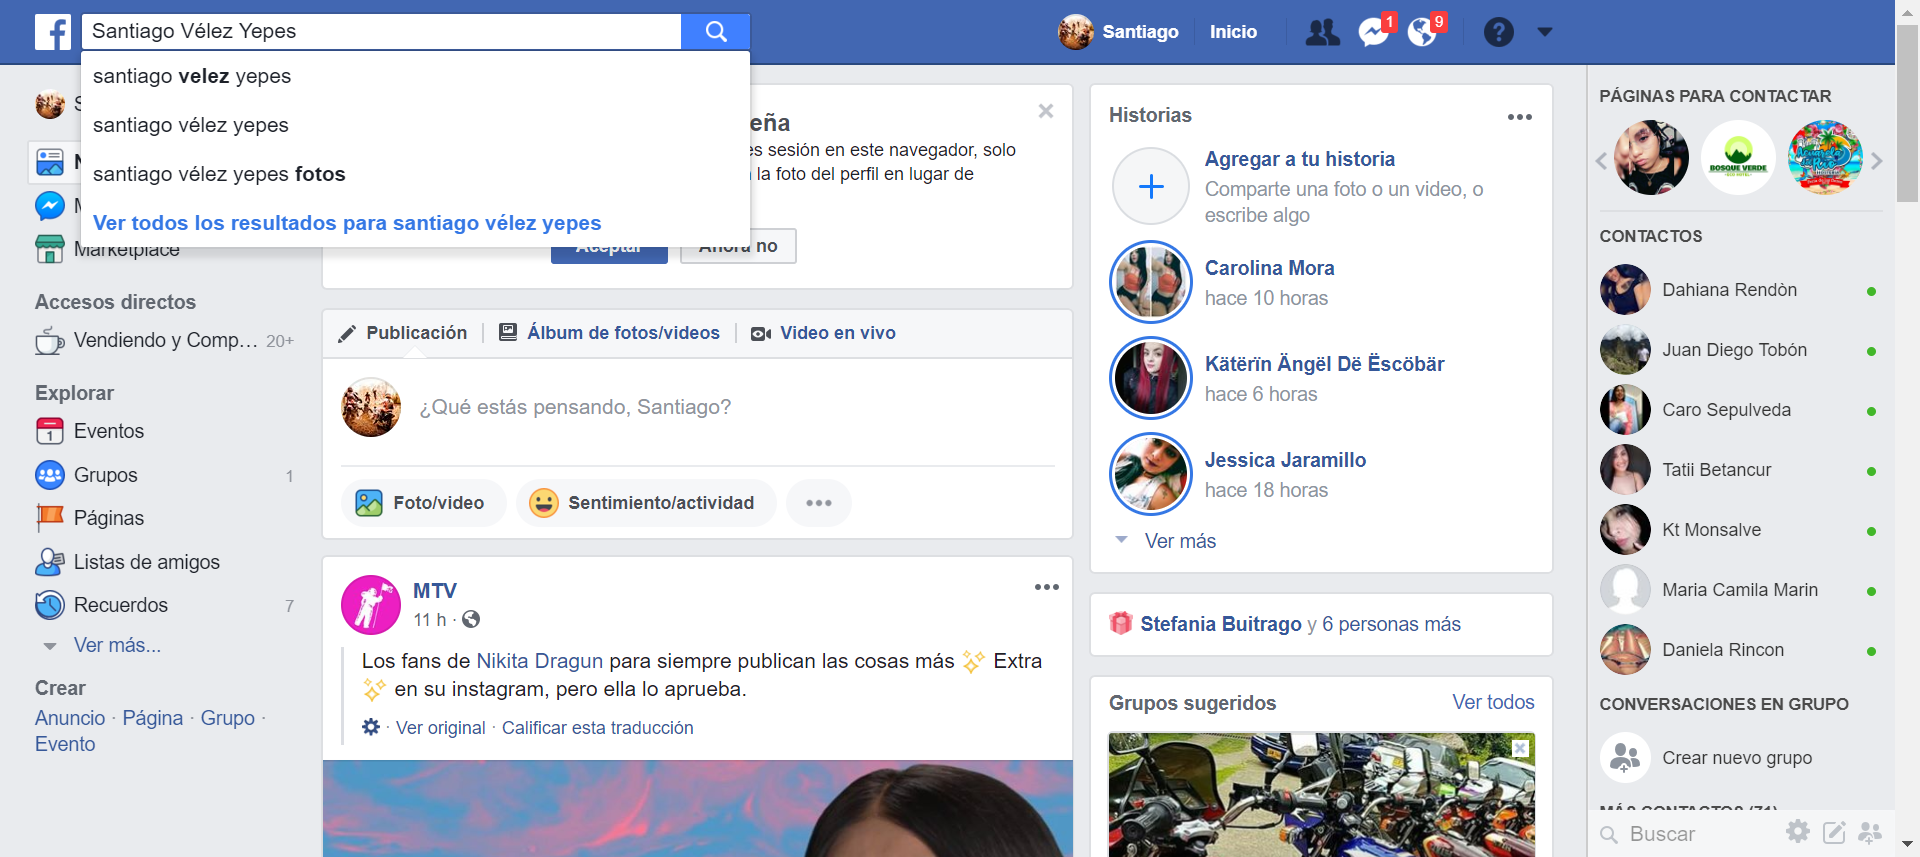 Santiago Vélez Yepes
santiago velez yepes
santiago vélez yepes
santiago vélez yepes fotos
Ver todos los resultados para santiago vélez yepes
Santiago
Inicio
1
9
eña
sesión en este navegador, solo
la foto del perfil en lugar de
Ahora no
Marketplace
Accesos directos
Vendiendo y Comp... 20+
Explorar
1
Eventos
Grupos 1
Páginas
Listas de amigos
Recuerdos 7
Ver más...
Crear
Anuncio · Página · Grupo ·
Evento
Publicación
Álbum de fotos/videos
Video en vivo
¿Qué estás pensando, Santiago?
Foto/video
Sentimiento/actividad
MTV
11 h ·
Los fans de Nikita Dragun para siempre publican las cosas más ✨ Extra
✨ en su instagram, pero ella lo aprueba.
· Ver original · Calificar esta traducción
Historias
Agregar a tu historia
Comparte una foto o un video, o
escribe algo
Carolina Mora
hace 10 horas
Kätërïn Ängël Dë Ëscöbär
hace 6 horas
Jessica Jaramillo
hace 18 horas
Ver más
Stefania Buitrago y 6 personas más
Grupos sugeridos
Ver todos
PÁGINAS PARA CONTACTAR
BOSQUE VERDE
CONTACTOS
Dahiana Rendòn
Juan Diego Tobón
Caro Sepulveda
Tatii Betancur
Kt Monsalve
Maria Camila Marin
Daniela Rincon
CONVERSACIONES EN GRUPO
Crear nuevo grupo
MÁS CONTACTOS (71)
Buscar